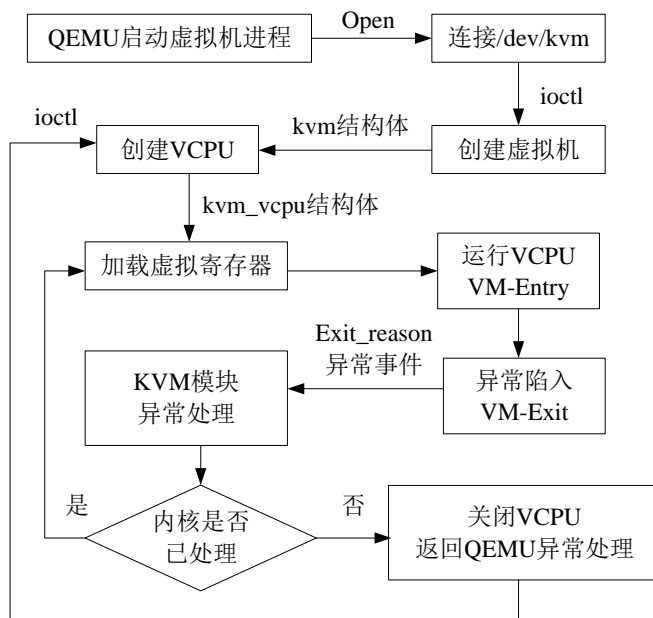 QEMU启动虚拟机进程
Open
连接/dev/kvm
ioctl
ioctl
kvm结构体
创建VCPU
创建虚拟机
kvm_vcpu结构体
加载虚拟寄存器
运行VCPU
VM-Entry
Exit_reason
异常事件
KVM模块
异常处理
异常陷入
VM-Exit
是
内核是否
已处理
否
关闭VCPU
返回QEMU异常处理